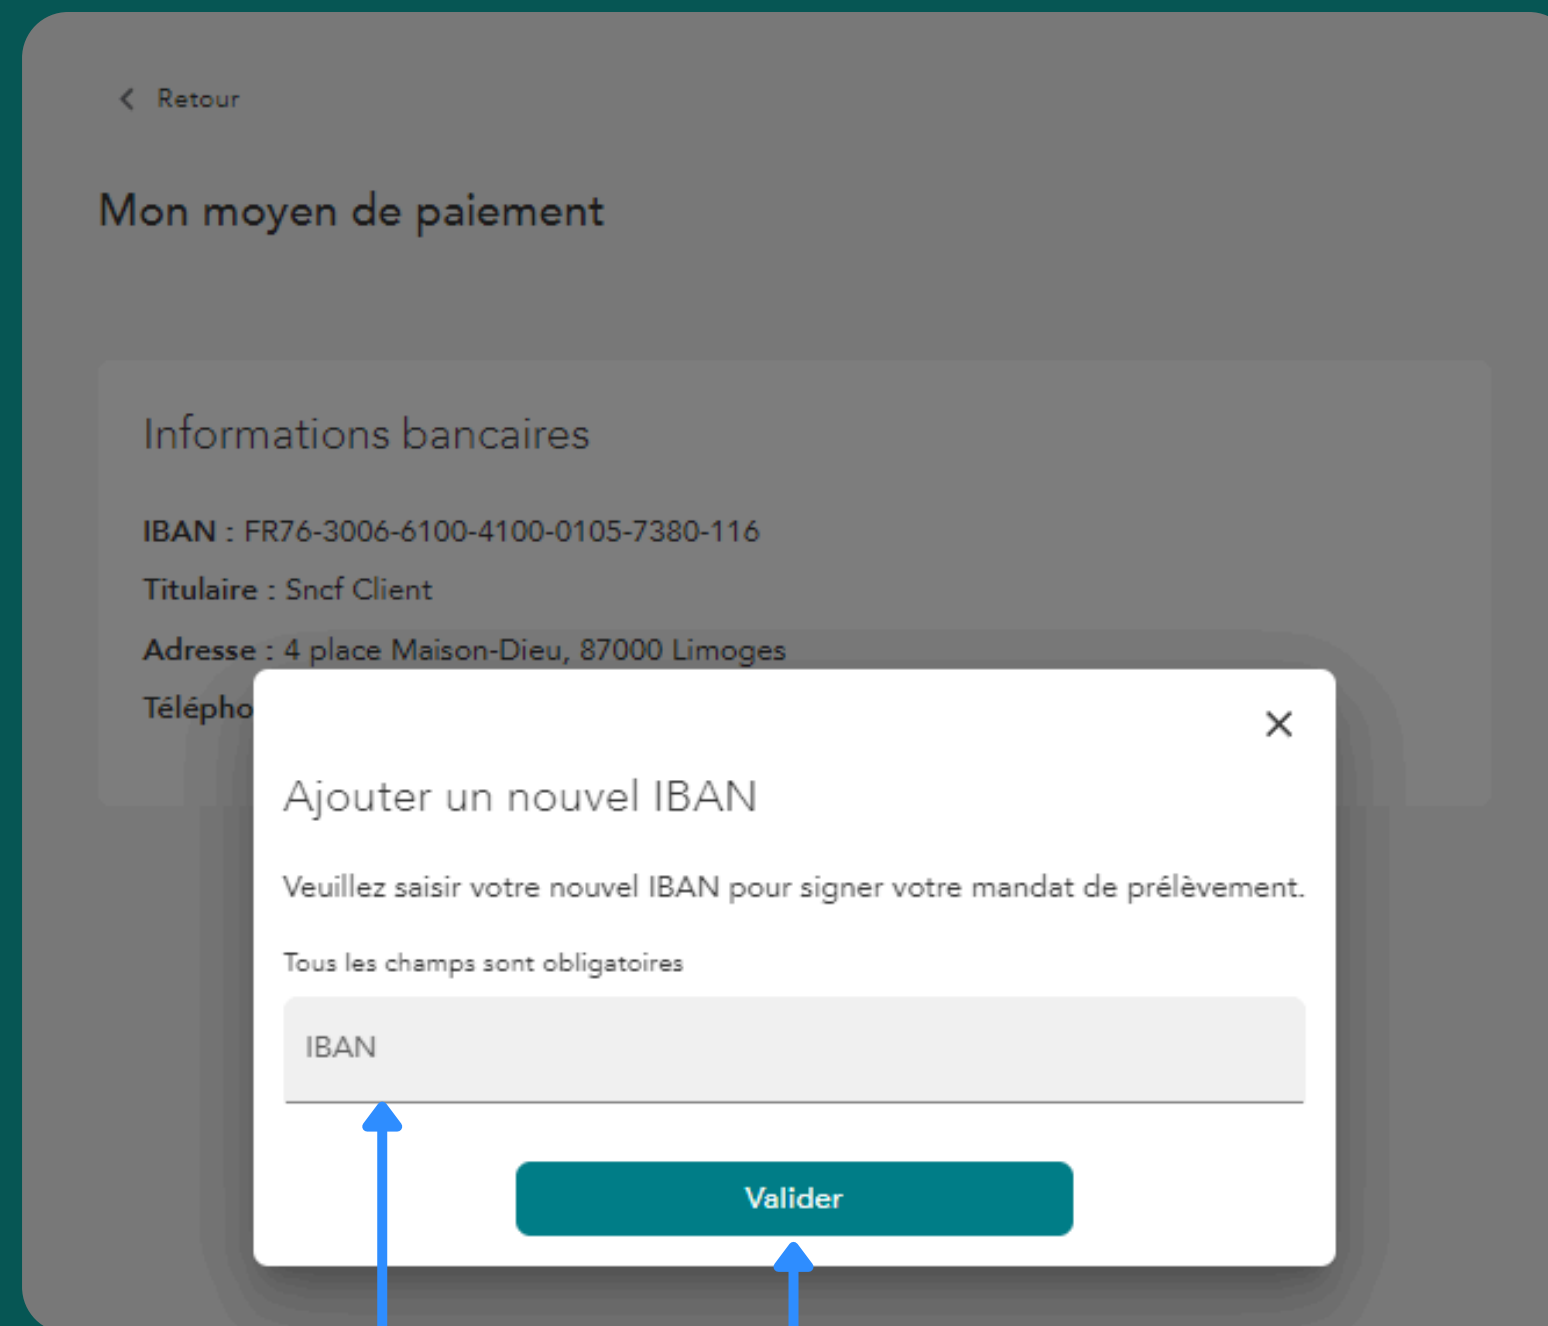 Retour
Mon moyen de paiement
Informations bancaires
IBAN : FR76-3006-6100-4100-0105-7380-116
Titulaire : Sncf Client
Adresse : 4 place Maison-Dieu, 87000 Limoges
Télépho
Ajouter un nouvel IBAN
Veuillez saisir votre nouvel IBAN pour signer votre mandat de prélèvement.
Tous les champs sont obligatoires
IBAN
Valider